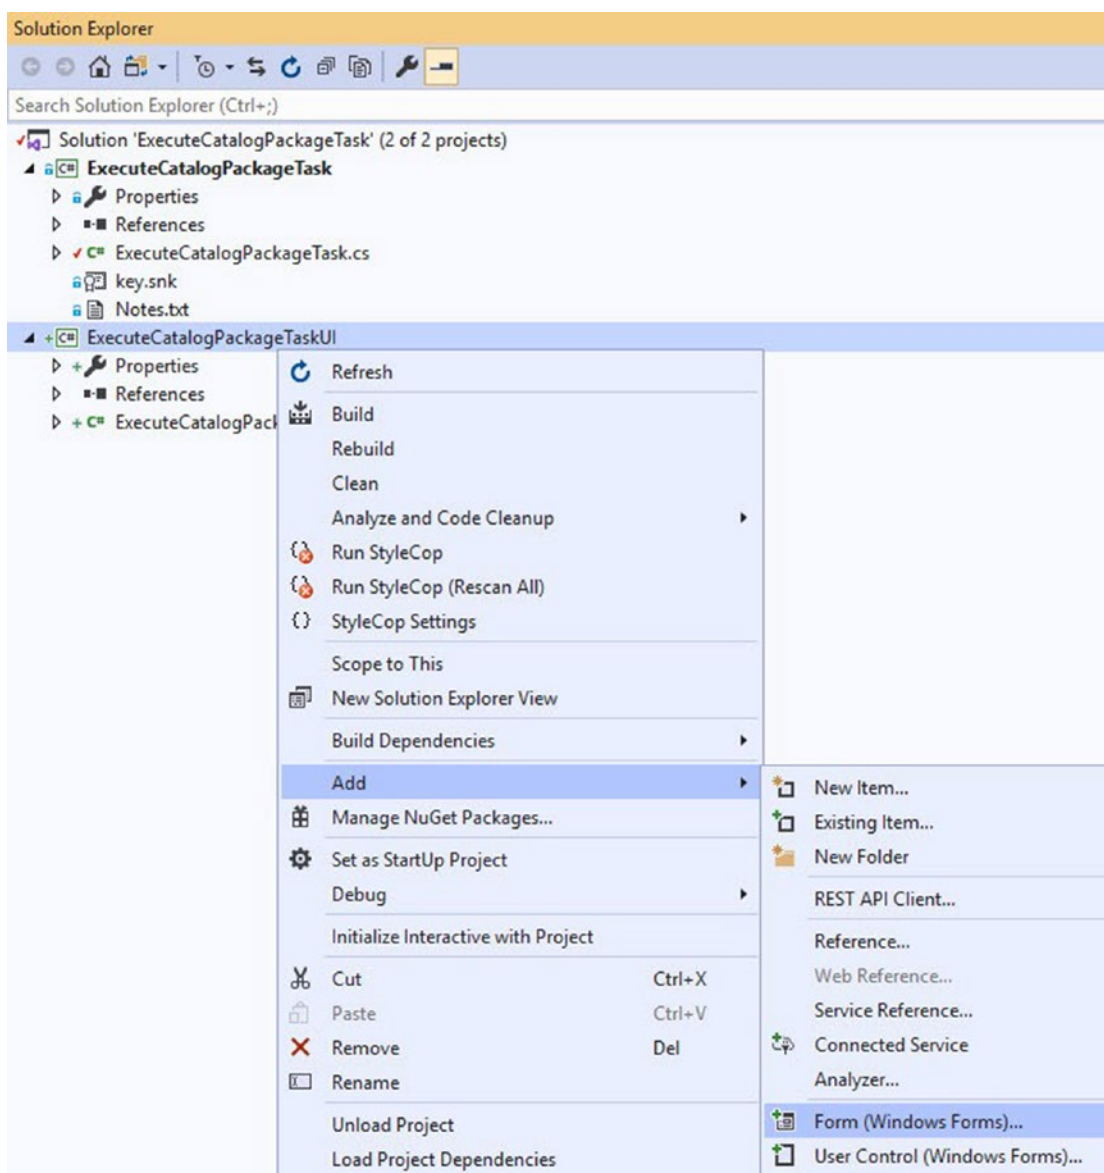 Solution Explorer
Search Solution Explorer (Ctrl+;)
Solution 'ExecuteCatalogPackageTask' (2 of 2 projects)
C# ExecuteCatalogPackageTask
Properties
References
C# ExecuteCatalogPackageTask.cs
key.snk
Notes.txt
C# ExecuteCatalogPackageTaskUI
Properties
References
C# ExecuteCatalogPack
Refresh
Build
Rebuild
Clean
Analyze and Code Cleanup
Run StyleCop
Run StyleCop (Rescan All)
StyleCop Settings
Scope to This
New Solution Explorer View
Build Dependencies
Add
Manage NuGet Packages...
Set as StartUp Project
Debug
Initialize Interactive with Project
Cut Ctrl+X
Paste Ctrl+V
Remove Del
Rename
Unload Project
Load Project Dependencies
New Item...
Existing Item...
New Folder
REST API Client...
Reference...
Web Reference...
Service Reference...
Connected Service
Analyzer...
Form (Windows Forms)...
User Control (Windows Forms)...